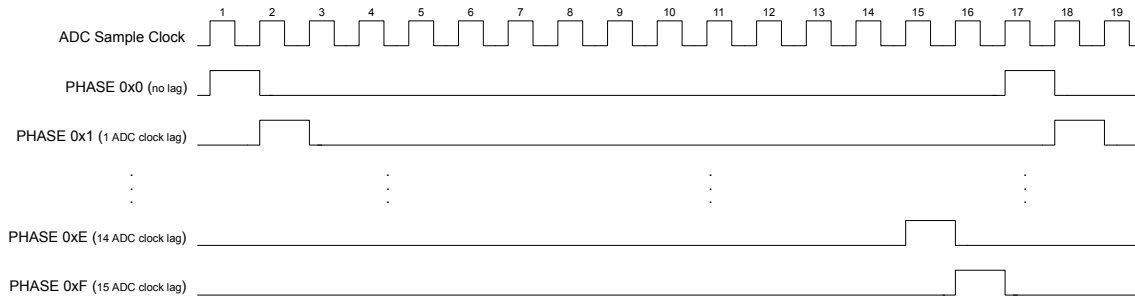 1 2 3 4 5 6 7 8 9 10 11 12 13 14 15 16 17 18 19
ADC Sample Clock
PHASE 0x0 (no lag)
PHASE 0x1 (1 ADC clock lag)
PHASE 0xE (14 ADC clock lag)
PHASE 0xF (15 ADC clock lag)